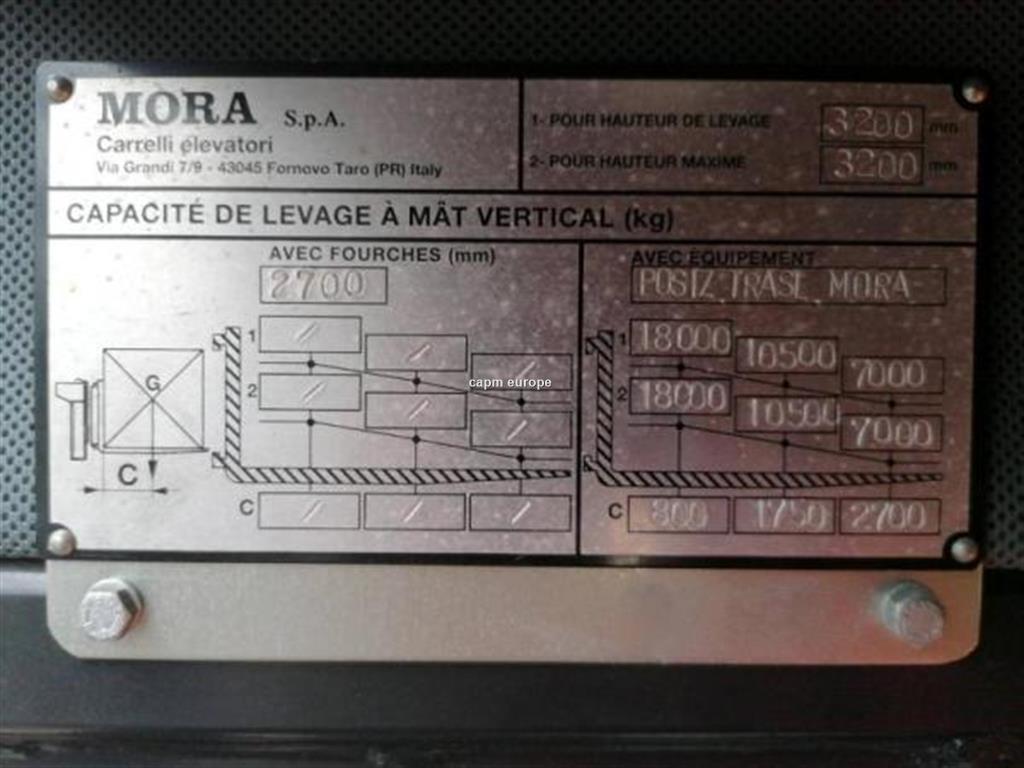 MORA S.p.A.
Carrelli elevatori
Via Grandi 7/9 - 43045 Fornovo Taro (PR) Italy
1- POUR HAUTEUR DE LEVAGE 3200 mm
2- POUR HAUTEUR MAXIME 3200 mm
CAPACITÉ DE LEVAGE À MÂT VERTICAL (kg)
AVEC FOURCHES (mm)
2700
AVEC ÉQUIPEMENT
POSIZ.TRASL.MORA
1 / / /
2 / / /
C / / /
G
C
1 18000 10500 7000
2 18000 10500 7000
C 800 1750 2700
capm europe